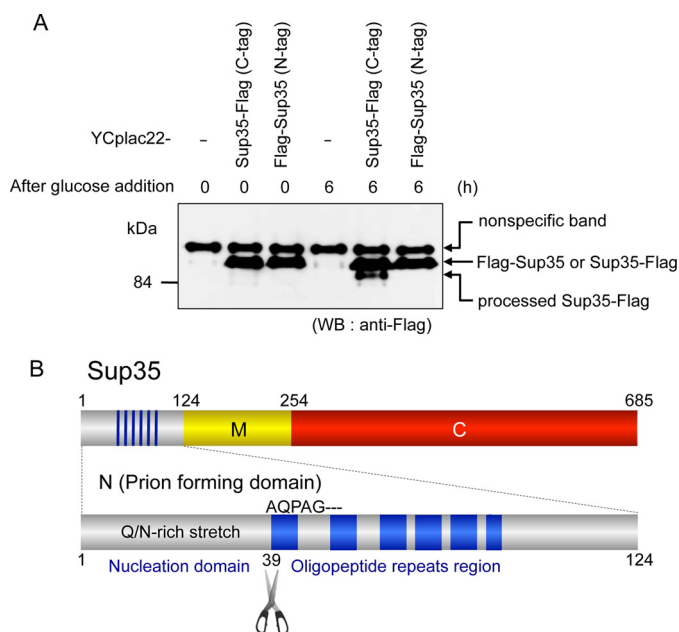 A
YCplac22-
–
Sup35-Flag (C-tag)
Flag-Sup35 (N-tag)
–
Sup35-Flag (C-tag)
Flag-Sup35 (N-tag)
After glucose addition 0 0 0 6 6 6 (h)
kDa
nonspecific band
Flag-Sup35 or Sup35-Flag
84
processed Sup35-Flag
(WB : anti-Flag)
B Sup35
1 124 254 685
M C
N (Prion forming domain)
AQPAG---
Q/N-rich stretch
1 39 124
Nucleation domain Oligopeptide repeats region